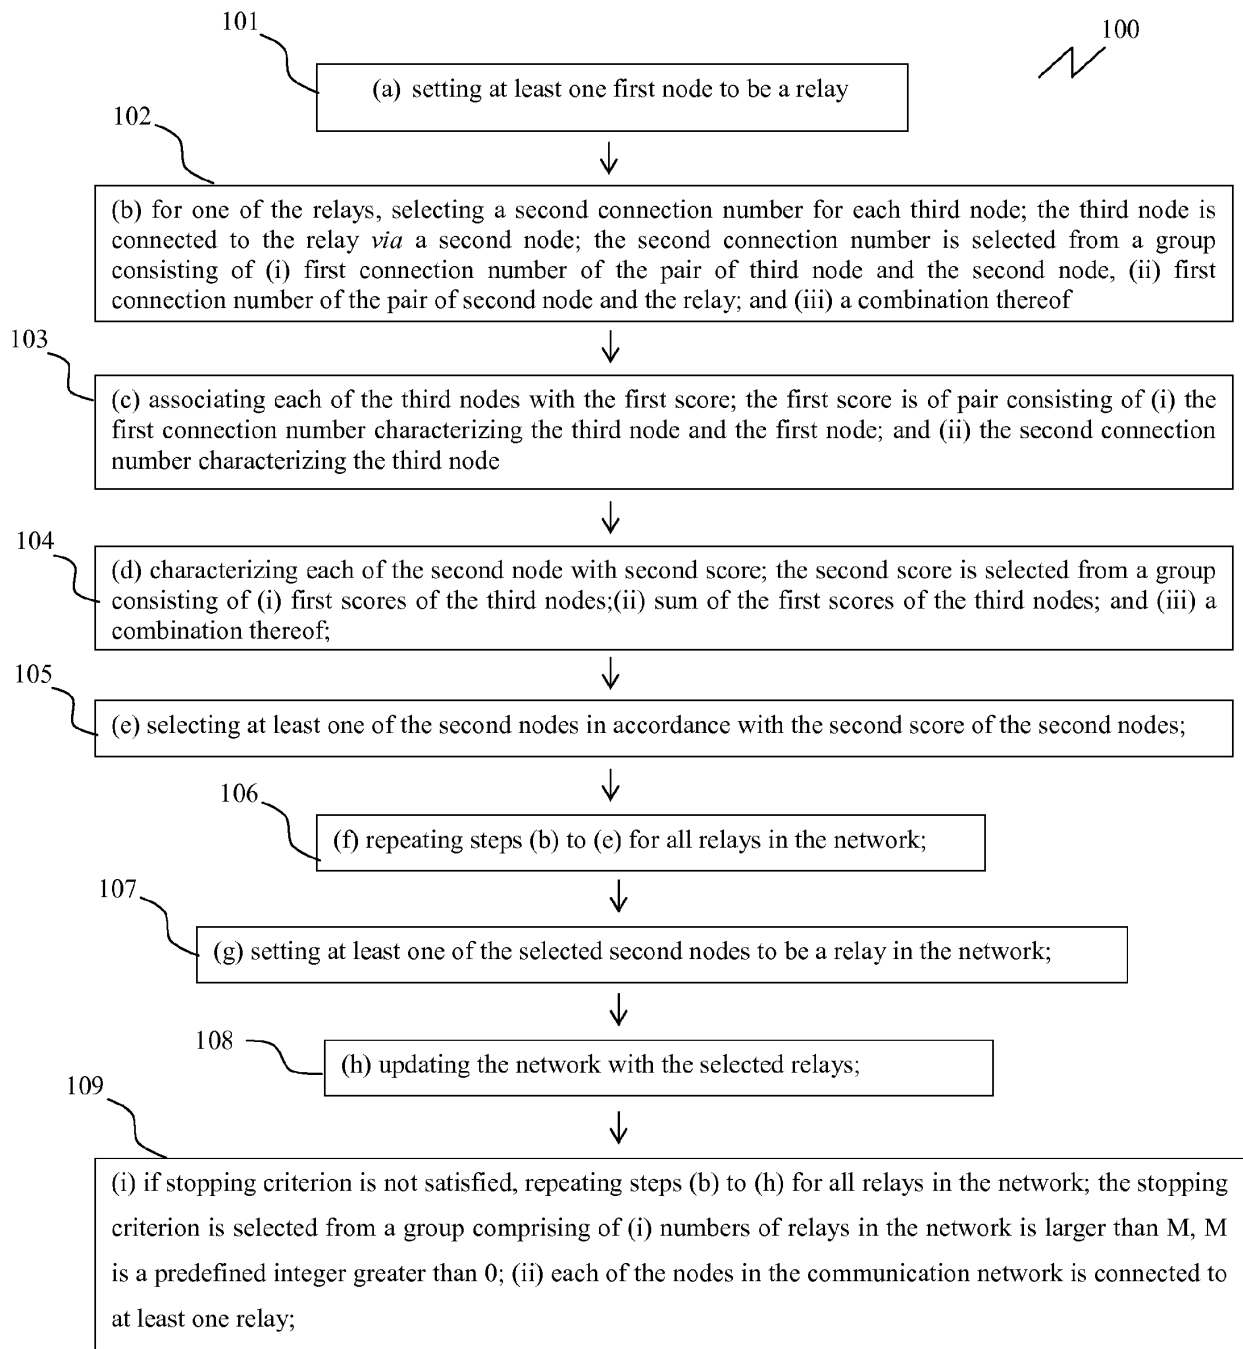 101
100
(a) setting at least one first node to be a relay
102
(b) for one of the relays, selecting a second connection number for each third node; the third node is
connected to the relay via a second node; the second connection number is selected from a group
consisting of (i) first connection number of the pair of third node and the second node, (ii) first
connection number of the pair of second node and the relay; and (iii) a combination thereof
103
(c) associating each of the third nodes with the first score; the first score is of pair consisting of (i) the
first connection number characterizing the third node and the first node; and (ii) the second connection
number characterizing the third node
104
(d) characterizing each of the second node with second score; the second score is selected from a group
consisting of (i) first scores of the third nodes;(ii) sum of the first scores of the third nodes; and (iii) a
combination thereof;
105
(e) selecting at least one of the second nodes in accordance with the second score of the second nodes;
106
(f) repeating steps (b) to (e) for all relays in the network;
107
(g) setting at least one of the selected second nodes to be a relay in the network;
108
(h) updating the network with the selected relays;
109
(i) if stopping criterion is not satisfied, repeating steps (b) to (h) for all relays in the network; the stopping
criterion is selected from a group comprising of (i) numbers of relays in the network is larger than M, M
is a predefined integer greater than 0; (ii) each of the nodes in the communication network is connected to
at least one relay;